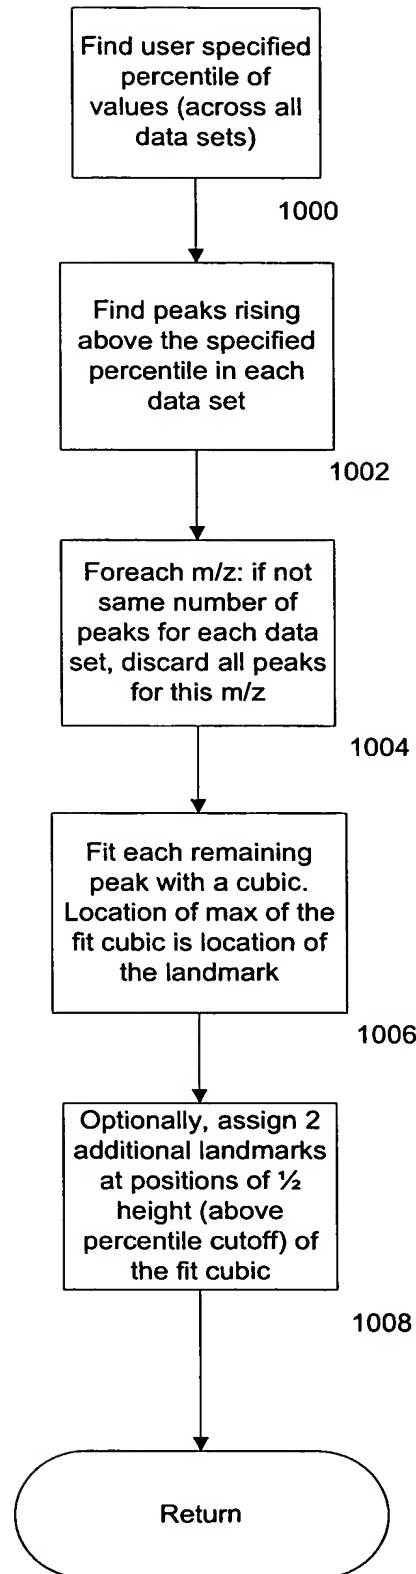 Find user specified
percentile of
values (across all
data sets)
1000
Find peaks rising
above the specified
percentile in each
data set
1002
Foreach m/z: if not
same number of
peaks for each data
set, discard all peaks
for this m/z
1004
Fit each remaining
peak with a cubic.
Location of max of the
fit cubic is location of
the landmark
1006
Optionally, assign 2
additional landmarks
at positions of ½
height (above
percentile cutoff) of
the fit cubic
1008
Return